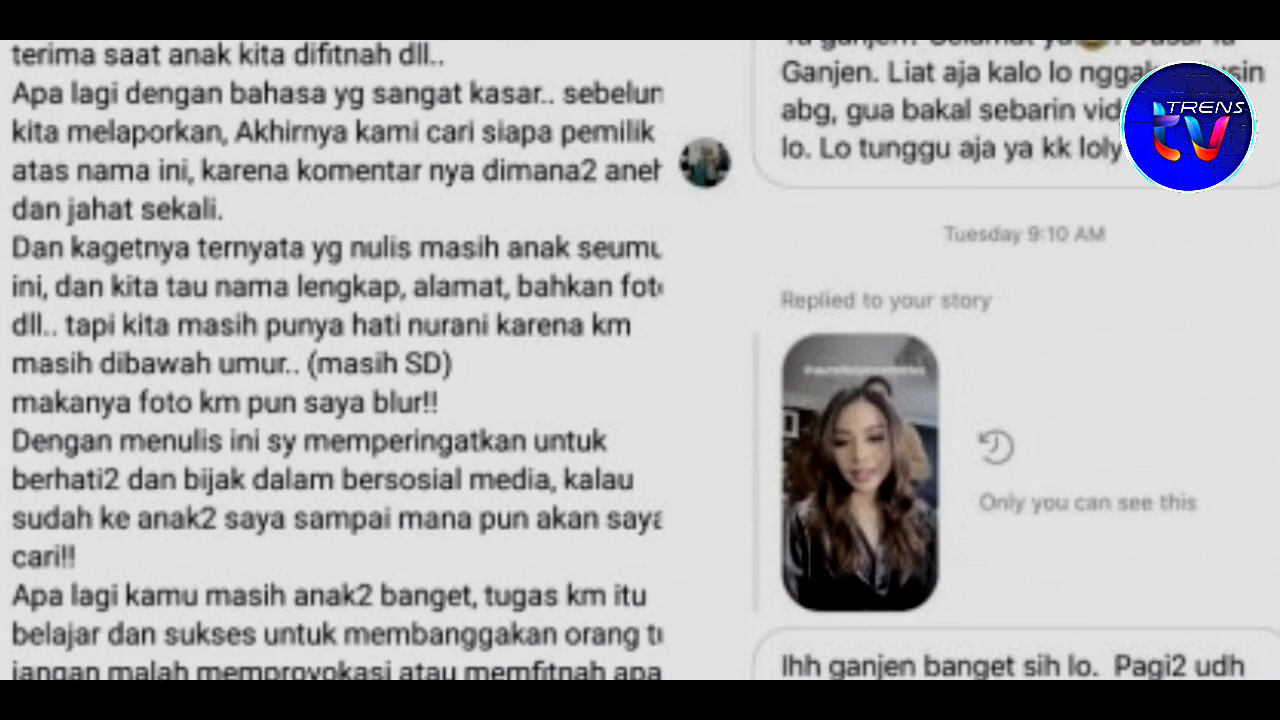 terima saat anak kita difitnah dll..
Apa lagi dengan bahasa yg sangat kasar.. sebelun
kita melaporkan, Akhirnya kami cari siapa pemilik
atas nama ini, karena komentar nya dimana2 aneh
dan jahat sekali.
Dan kagetnya ternyata yg nulis masih anak seumu
ini, dan kita tau nama lengkap, alamat, bahkan foto
dll.. tapi kita masih punya hati nurani karena km
masih dibawah umur.. (masih SD)
makanya foto km pun saya blur!!
Dengan menulis ini sy memperingatkan untuk
berhati2 dan bijak dalam bersosial media, kalau
sudah ke anak2 saya sampai mana pun akan saya
cari!!
Apa lagi kamu masih anak2 banget, tugas km itu
belajar dan sukses untuk membanggakan orang tu
jangan malah memprovokasi atau memfitnah apa
Ganjen. Liat aja kalo lo
abg, gua bakal sebarin vid
lo. Lo tunggu aja ya kk loly
TRENS
tv
Tuesday 9:10 AM
Replied to your story
Only you can see this
Ihh ganjen banget sih lo. Pagi2 udh